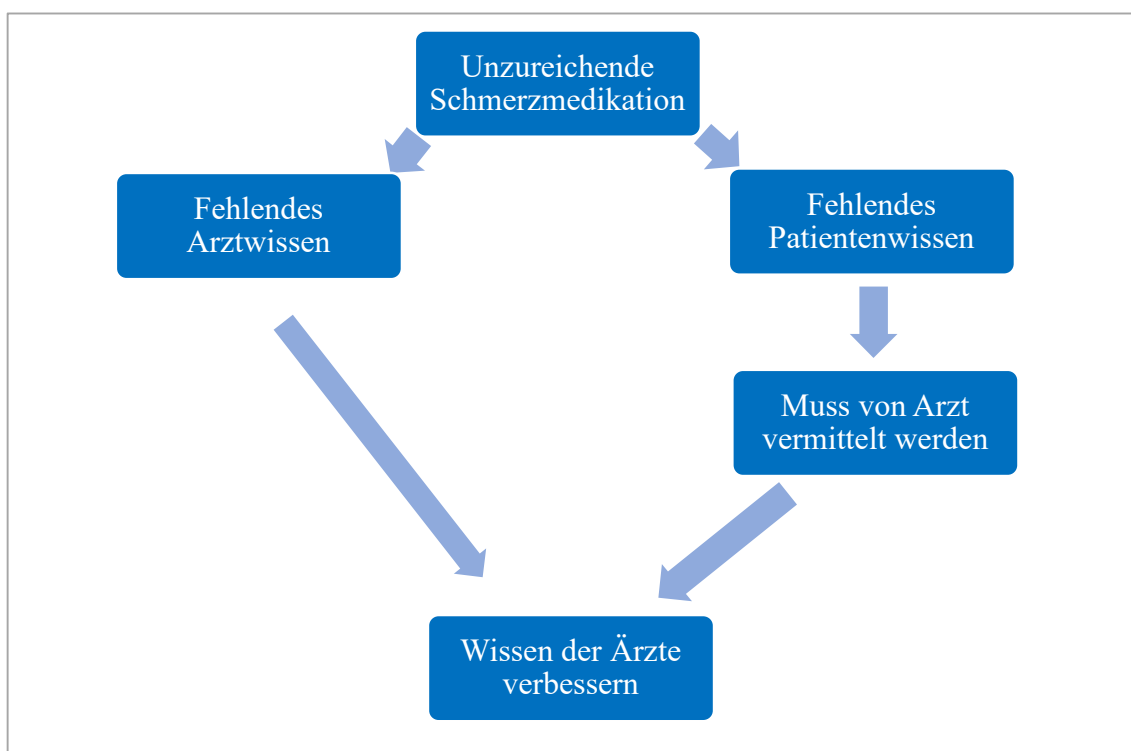 Unzureichende
Schmerzmedikation
Fehlendes
Arztwissen
Fehlendes
Patientenwissen
Muss von Arzt
vermittelt werden
Wissen der Ärzte
verbessern